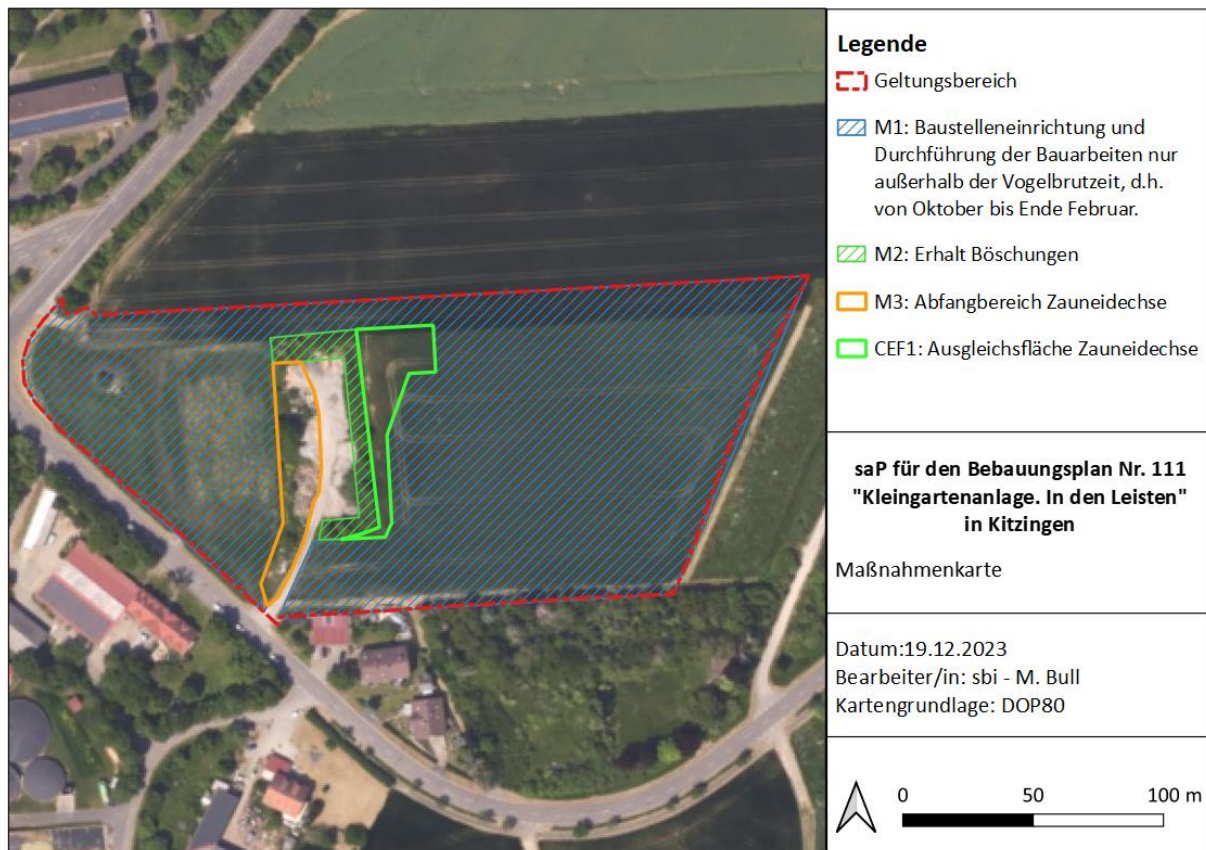 Legende
Geltungsbereich
M1: Baustelleneinrichtung und
Durchführung der Bauarbeiten nur
außerhalb der Vogelbrutzeit, d.h.
von Oktober bis Ende Februar.
M2: Erhalt Böschungen
M3: Abfangbereich Zauneidechse
CEF1: Ausgleichsfläche Zauneidechse
saP für den Bebauungsplan Nr. 111
"Kleingartenanlage. In den Leisten"
in Kitzingen
Maßnahmenkarte
Datum:19.12.2023
Bearbeiter/in: sbi - M. Bull
Kartengrundlage: DOP80
0 50 100 m